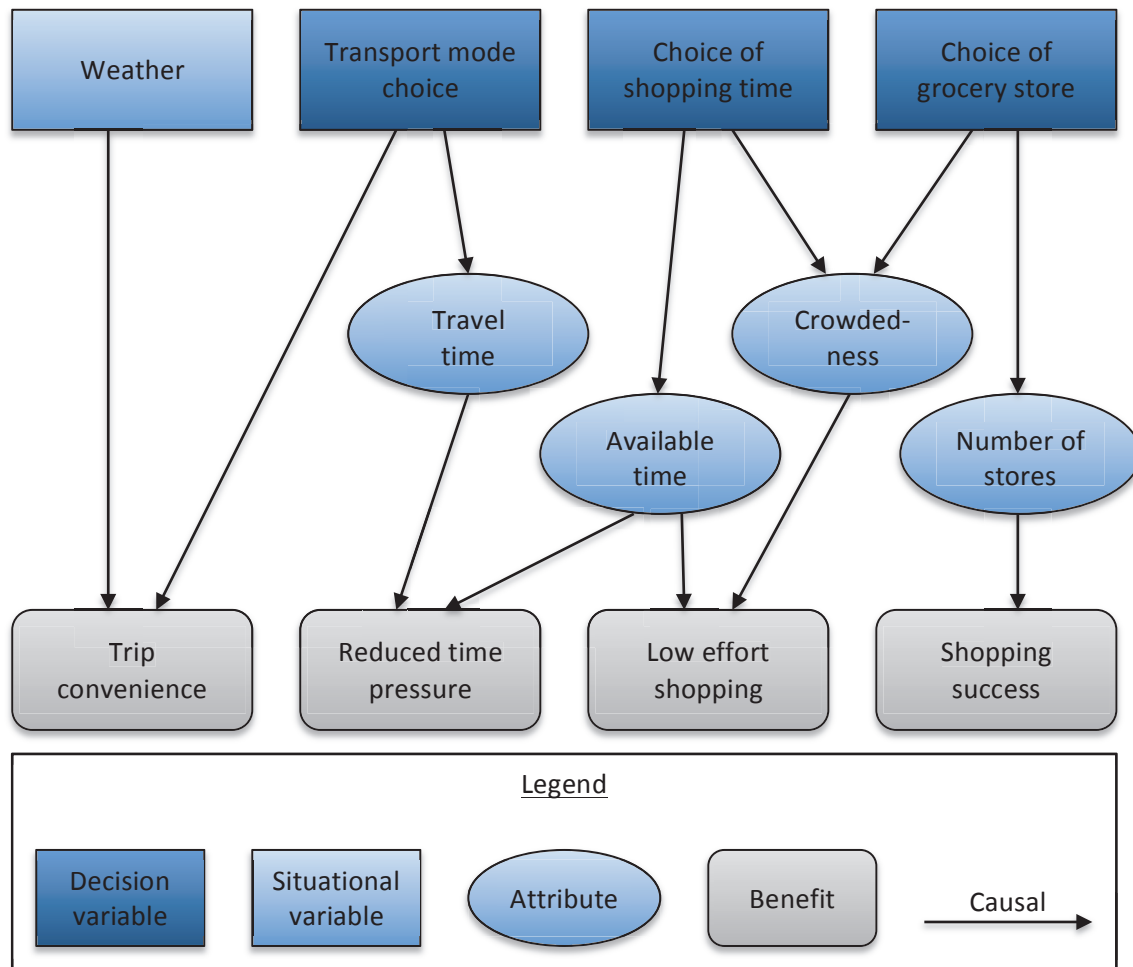 Weather
Transport mode
choice
Choice of
shopping time
Choice of
grocery store
Travel
time
Crowded-
ness
Available
time
Number of
stores
Trip
convenience
Reduced time
pressure
Low effort
shopping
Shopping
success
Legend
Decision
variable
Situational
variable
Attribute
Benefit
Causal